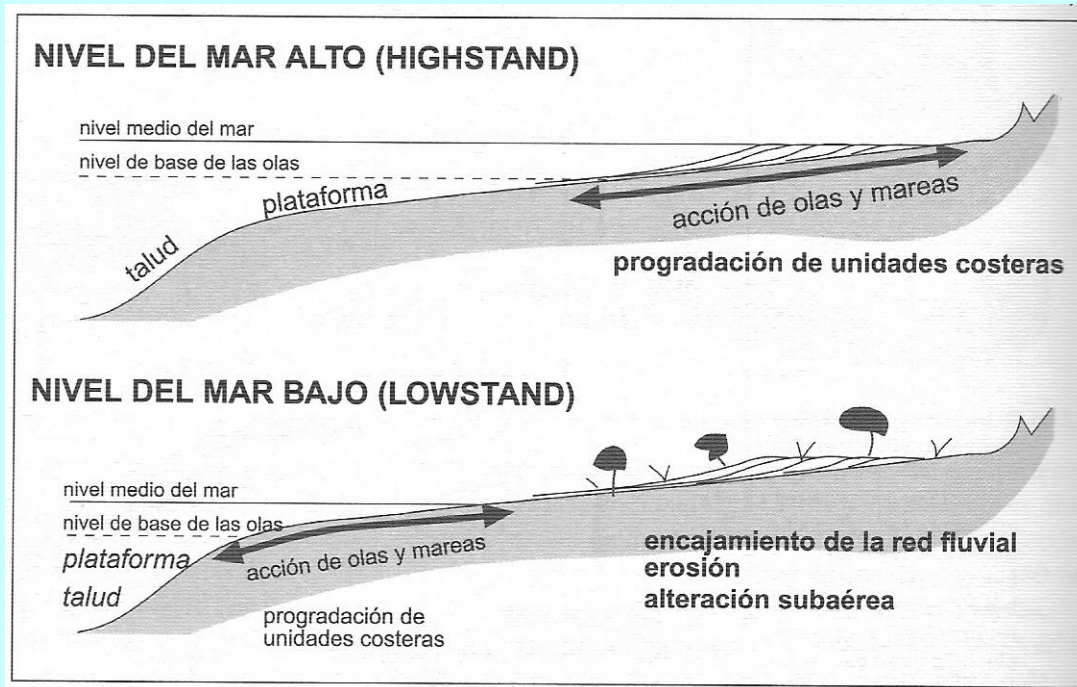 NIVEL DEL MAR ALTO (HIGHSTAND)
nivel medio del mar
nivel de base de las olas
plataforma
talud
acción de olas y mareas
progradación de unidades costeras
NIVEL DEL MAR BAJO (LOWSTAND)
nivel medio del mar
nivel de base de las olas
plataforma
talud
acción de olas y mareas
progradación de
unidades costeras
encajamiento de la red fluvial
erosión
alteración subaérea